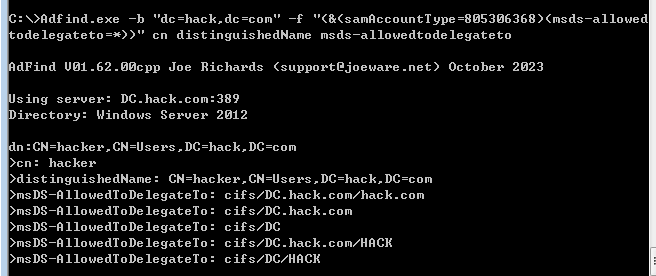 C:\>Adfind.exe -b "dc=hack,dc=com" -f "(&(samAccountType=805306368)(msds-allowed
todelegateto=*))" cn distinguishedName msds-allowedtodelegateto
AdFind V01.62.00cpp Joe Richards (support@joeware.net) October 2023
Using server: DC.hack.com:389
Directory: Windows Server 2012
dn:CN=hacker,CN=Users,DC=hack,DC=com
>cn: hacker
>distinguishedName: CN=hacker,CN=Users,DC=hack,DC=com
>msDS-AllowedToDelegateTo: cifs/DC.hack.com/hack.com
>msDS-AllowedToDelegateTo: cifs/DC.hack.com
>msDS-AllowedToDelegateTo: cifs/DC
>msDS-AllowedToDelegateTo: cifs/DC.hack.com/HACK
>msDS-AllowedToDelegateTo: cifs/DC/HACK